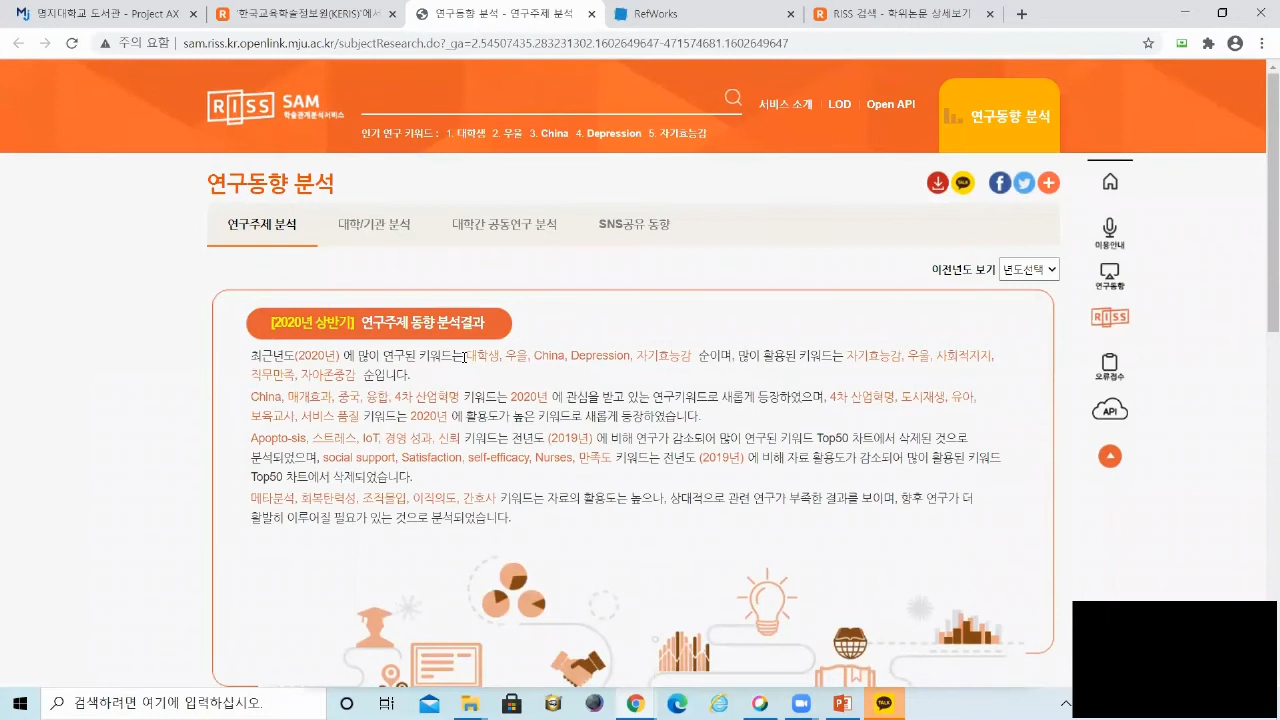 명지대학교 도서관 - Project AX
'한국교육학술정보원(KERIS)'에서
연구동향 분석 - 연구주제 분석
RefWorks
RISS 검색 - 학위논문 상세보기
주의 요함
sam.riss.kr.openlink.mju.ac.kr/subjectResearch.do?_ga=2.4503435.283231302.1602649647-471574681.1602649647
RISS SAM
학술관계분석서비스
서비스 소개
LOD
Open API
연구동향 분석
인기 연구 키워드 : 1. 대학생 2. 우울 3. China 4. Depression 5. 자기효능감
연구동향 분석
TALK
연구주제 분석
대학/기관 분석
대학간 공동연구 분석
SNS공유 동향
이전년도 보기
년도선택
이용안내
연구동향
RISS
오류접수
API
[2020년 상반기] 연구주제 동향 분석결과
최근년도(2020년) 에 많이 연구된 키워드는 대학생, 우울, China, Depression, 자기효능감 순이며, 많이 활용된 키워드는 자기효능감, 우울, 사회적지지,
직무만족, 자아존중감 순입니다.
China, 매개효과, 중국, 융합, 4차 산업혁명 키워드는 2020년 에 관심을 받고 있는 연구키워드로 새롭게 등장하였으며, 4차 산업혁명, 도시재생, 유아,
보육교사, 서비스 품질 키워드는 2020년 에 활용도가 높은 키워드로 새롭게 등장하였습니다.
Apopto-sis, 스트레스, IoT, 경영 성과, 신뢰 키워드는 전년도 (2019년) 에 비해 연구가 감소되어 많이 연구된 키워드 Top50 차트에서 삭제된 것으로
분석되었으며, social support, Satisfaction, self-efficacy, Nurses, 만족도 키워드는 전년도 (2019년) 에 비해 자료 활용도가 감소되어 많이 활용된 키워드
Top50 차트에서 삭제되었습니다.
메타분석, 회복탄력성, 조직몰입, 이직의도, 간호사 키워드는 자료의 활용도는 높으나, 상대적으로 관련 연구가 부족한 결과를 보이며, 향후 연구가 더
활발히 이루어질 필요가 있는 것으로 분석되었습니다.
검색하려면 여기에 입력하십시오.
TALK